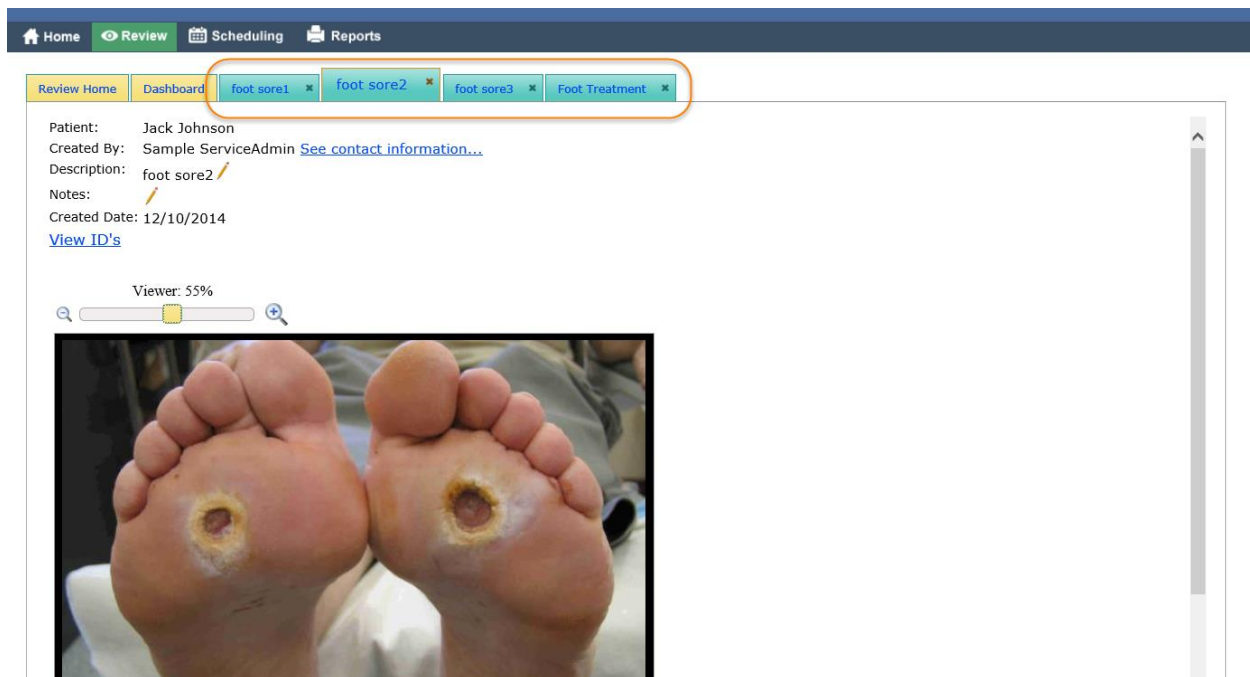 Home Review Scheduling Reports
Review Home Dashboard foot sore1 foot sore2 foot sore3 Foot Treatment
Patient: Jack Johnson
Created By: Sample ServiceAdmin See contact information...
Description: foot sore2
Notes:
Created Date: 12/10/2014
View ID's
Viewer: 55%